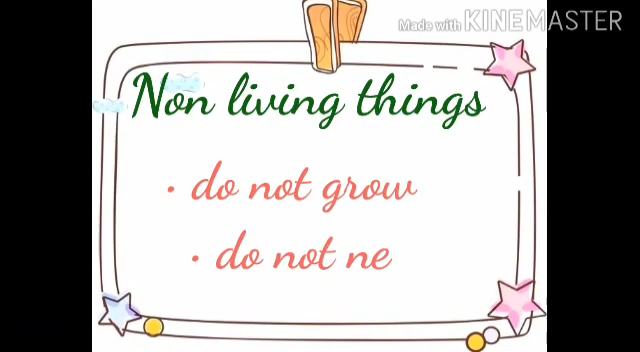 Made with KINEMASTER
Non living things
• do not grow
• do not ne